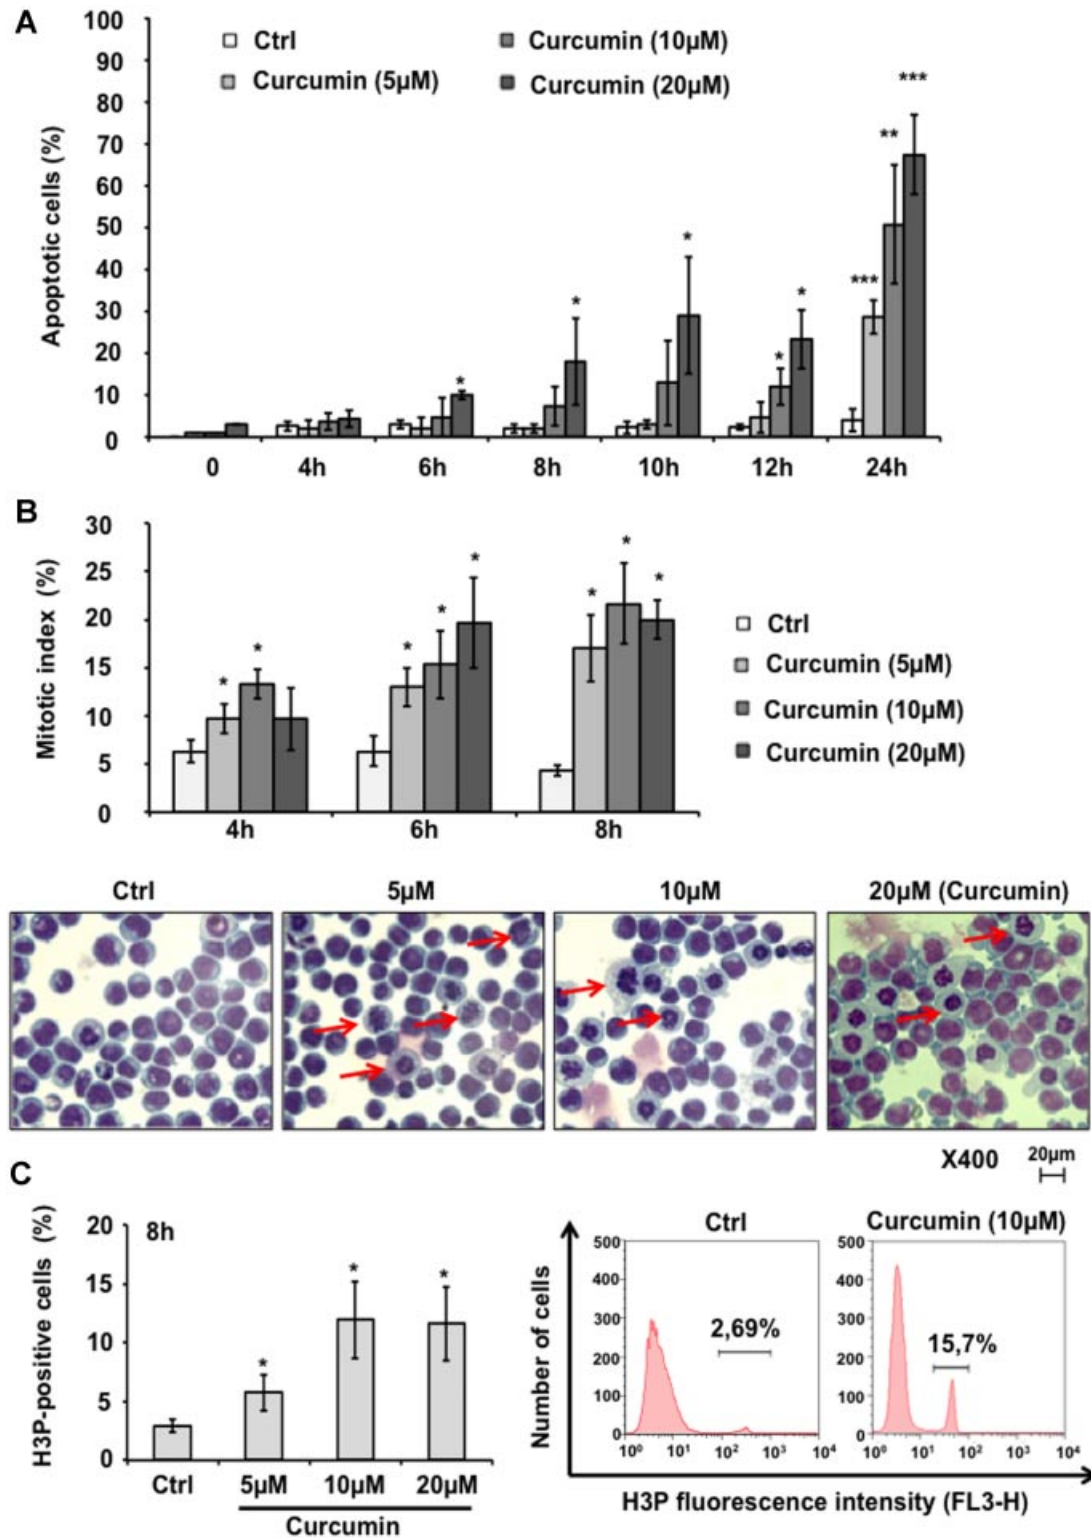 A
100
90
80
70
60
50
40
30
20
10
0
Apoptotic cells (%)
Ctrl
Curcumin (5µM)
Curcumin (10µM)
Curcumin (20µM)
*
*
*
*
*
***
**
***
0 4h 6h 8h 10h 12h 24h
B
30
25
20
15
10
5
0
Mitotic index (%)
*
*
*
*
*
*
*
*
4h 6h 8h
Ctrl
Curcumin (5µM)
Curcumin (10µM)
Curcumin (20µM)
Ctrl 5µM 10µM 20µM (Curcumin)
X400 20µm
C
20
15
10
5
0
H3P-positive cells (%)
8h
*
*
*
Ctrl 5µM 10µM 20µM
Curcumin
Number of cells
Ctrl
500
400
300
200
100
0
2,69%
10⁰ 10¹ 10² 10³ 10⁴
Curcumin (10µM)
500
400
300
200
100
0
15,7%
10⁰ 10¹ 10² 10³ 10⁴
H3P fluorescence intensity (FL3-H)